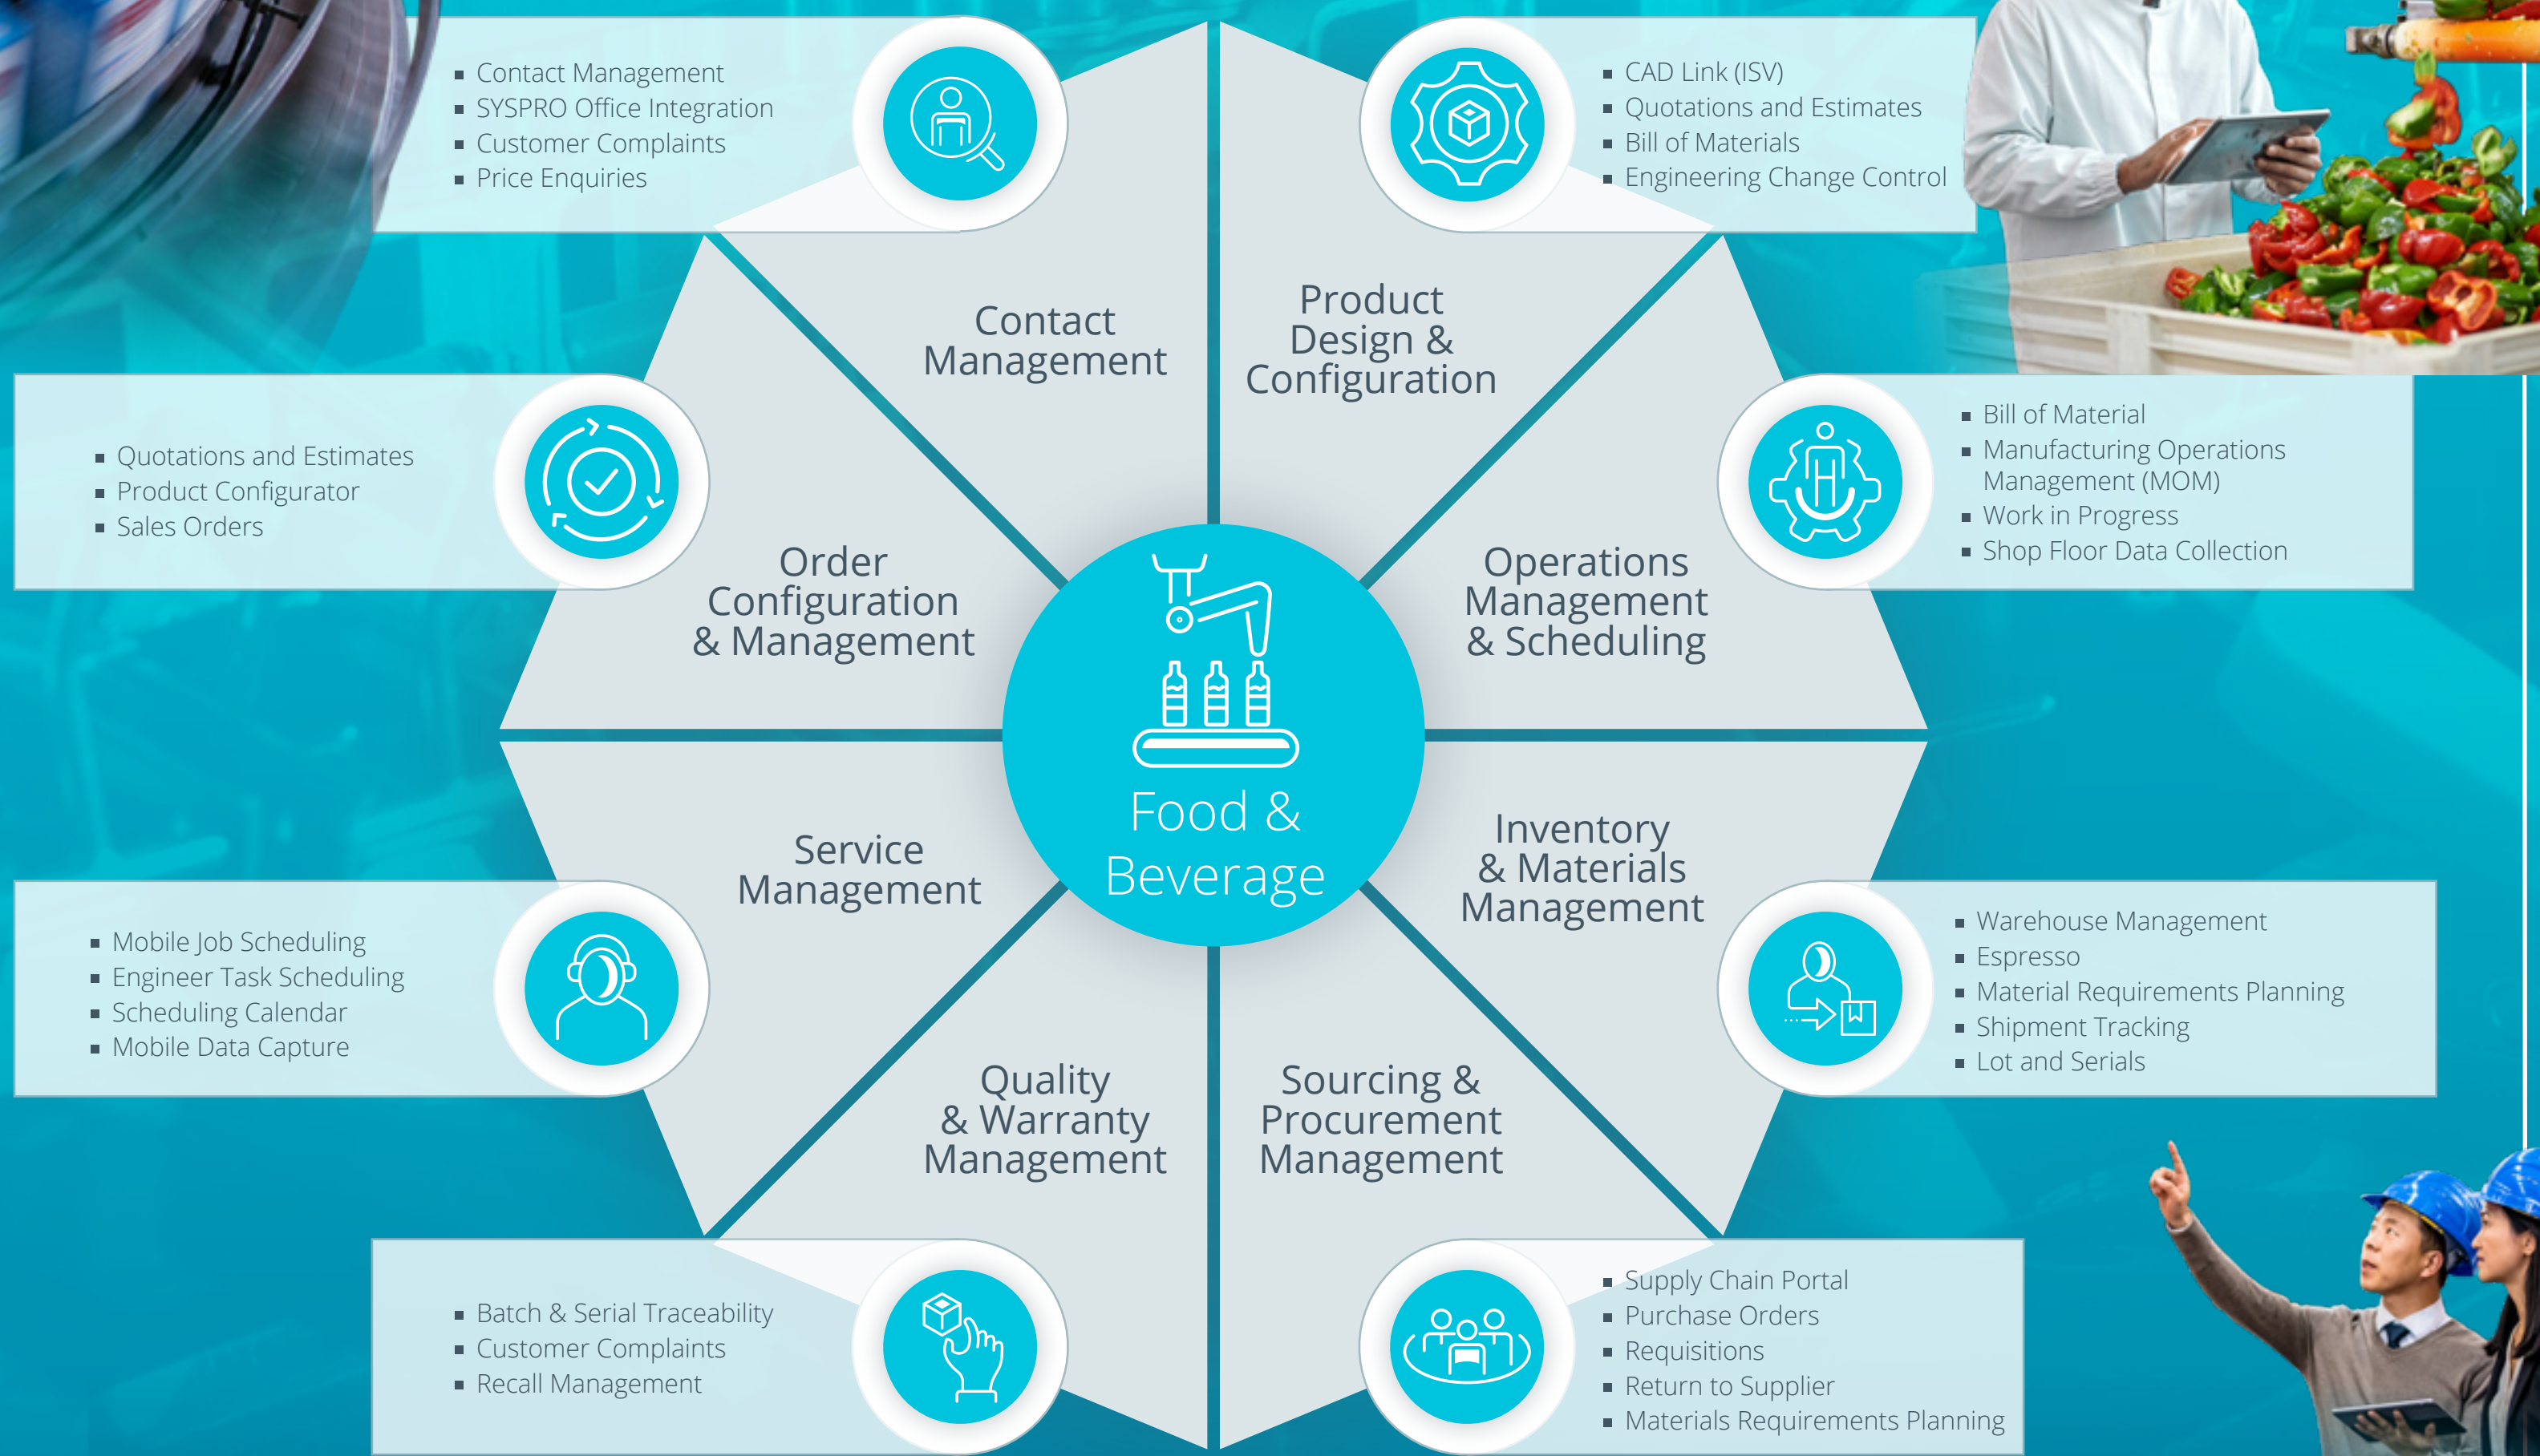 Contact Management
SYSPRO Office Integration
Customer Complaints
Price Enquiries
CAD Link (ISV)
Quotations and Estimates
Bill of Materials
Engineering Change Control
Contact
Management
Product
Design &
Configuration
Quotations and Estimates
Product Configurator
Sales Orders
Bill of Material
Manufacturing Operations
Management (MOM)
Work in Progress
Shop Floor Data Collection
Order
Configuration
& Management
Operations
Management
& Scheduling
Food &
Beverage
Service
Management
Inventory
& Materials
Management
Mobile Job Scheduling
Engineer Task Scheduling
Scheduling Calendar
Mobile Data Capture
Warehouse Management
Espresso
Material Requirements Planning
Shipment Tracking
Lot and Serials
Quality
& Warranty
Management
Sourcing &
Procurement
Management
Batch & Serial Traceability
Customer Complaints
Recall Management
Supply Chain Portal
Purchase Orders
Requisitions
Return to Supplier
Materials Requirements Planning